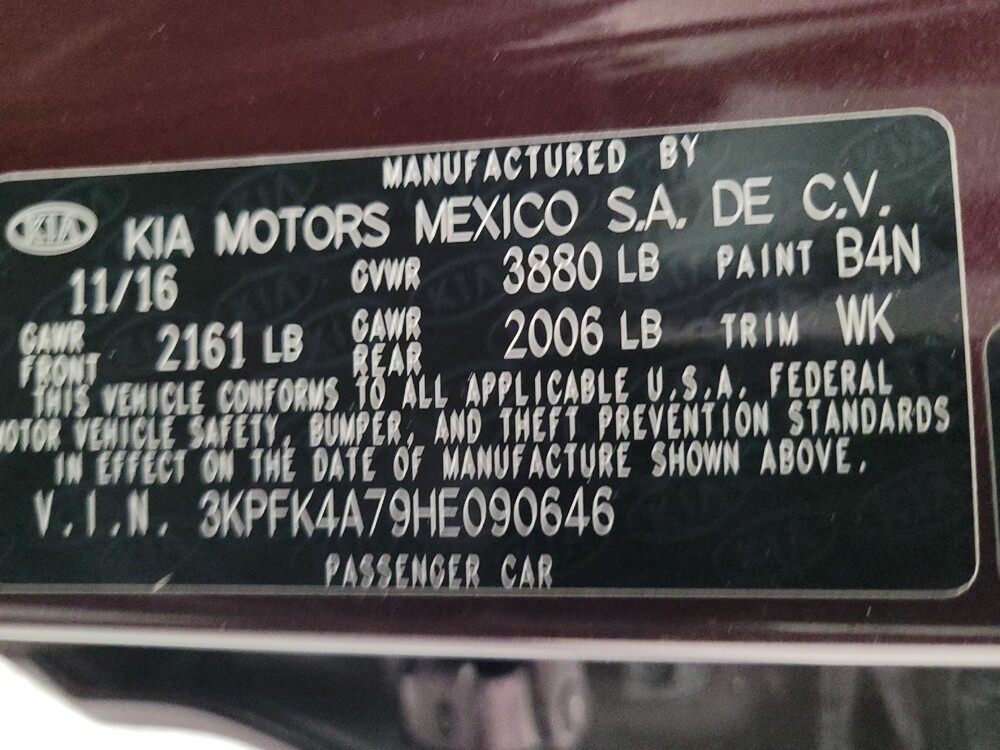 MANUFACTURED BY
KIA KIA MOTORS MEXICO S.A. DE C.V.
11/16 GVWR 3880 LB PAINT B4N
GAWR FRONT 2161 LB GAWR REAR 2006 LB TRIM WK
THIS VEHICLE CONFORMS TO ALL APPLICABLE U.S.A. FEDERAL
MOTOR VEHICLE SAFETY, BUMPER, AND THEFT PREVENTION STANDARDS
IN EFFECT ON THE DATE OF MANUFACTURE SHOWN ABOVE.
V.I.N. 3KPFK4A79HE090646
PASSENGER CAR